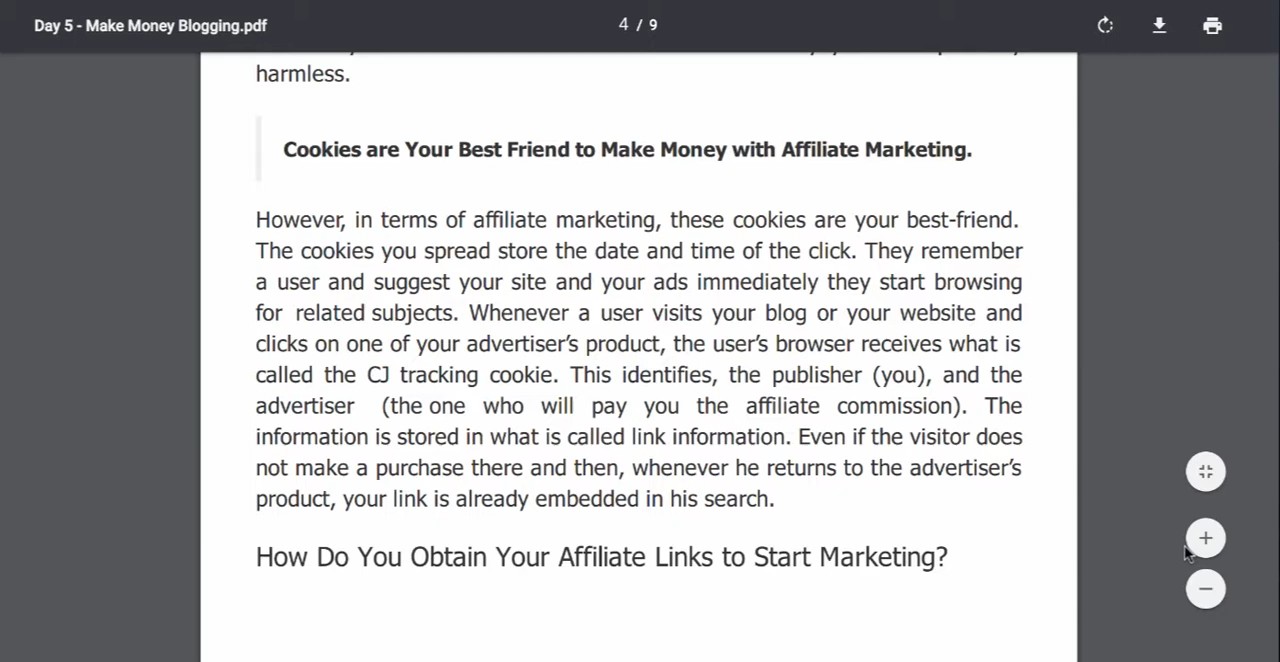 Day 5 - Make Money Blogging.pdf
4 / 9
harmless.
Cookies are Your Best Friend to Make Money with Affiliate Marketing.
However, in terms of affiliate marketing, these cookies are your best-friend.
The cookies you spread store the date and time of the click. They remember
a user and suggest your site and your ads immediately they start browsing
for related subjects. Whenever a user visits your blog or your website and
clicks on one of your advertiser’s product, the user’s browser receives what is
called the CJ tracking cookie. This identifies, the publisher (you), and the
advertiser (the one who will pay you the affiliate commission). The
information is stored in what is called link information. Even if the visitor does
not make a purchase there and then, whenever he returns to the advertiser’s
product, your link is already embedded in his search.
How Do You Obtain Your Affiliate Links to Start Marketing?